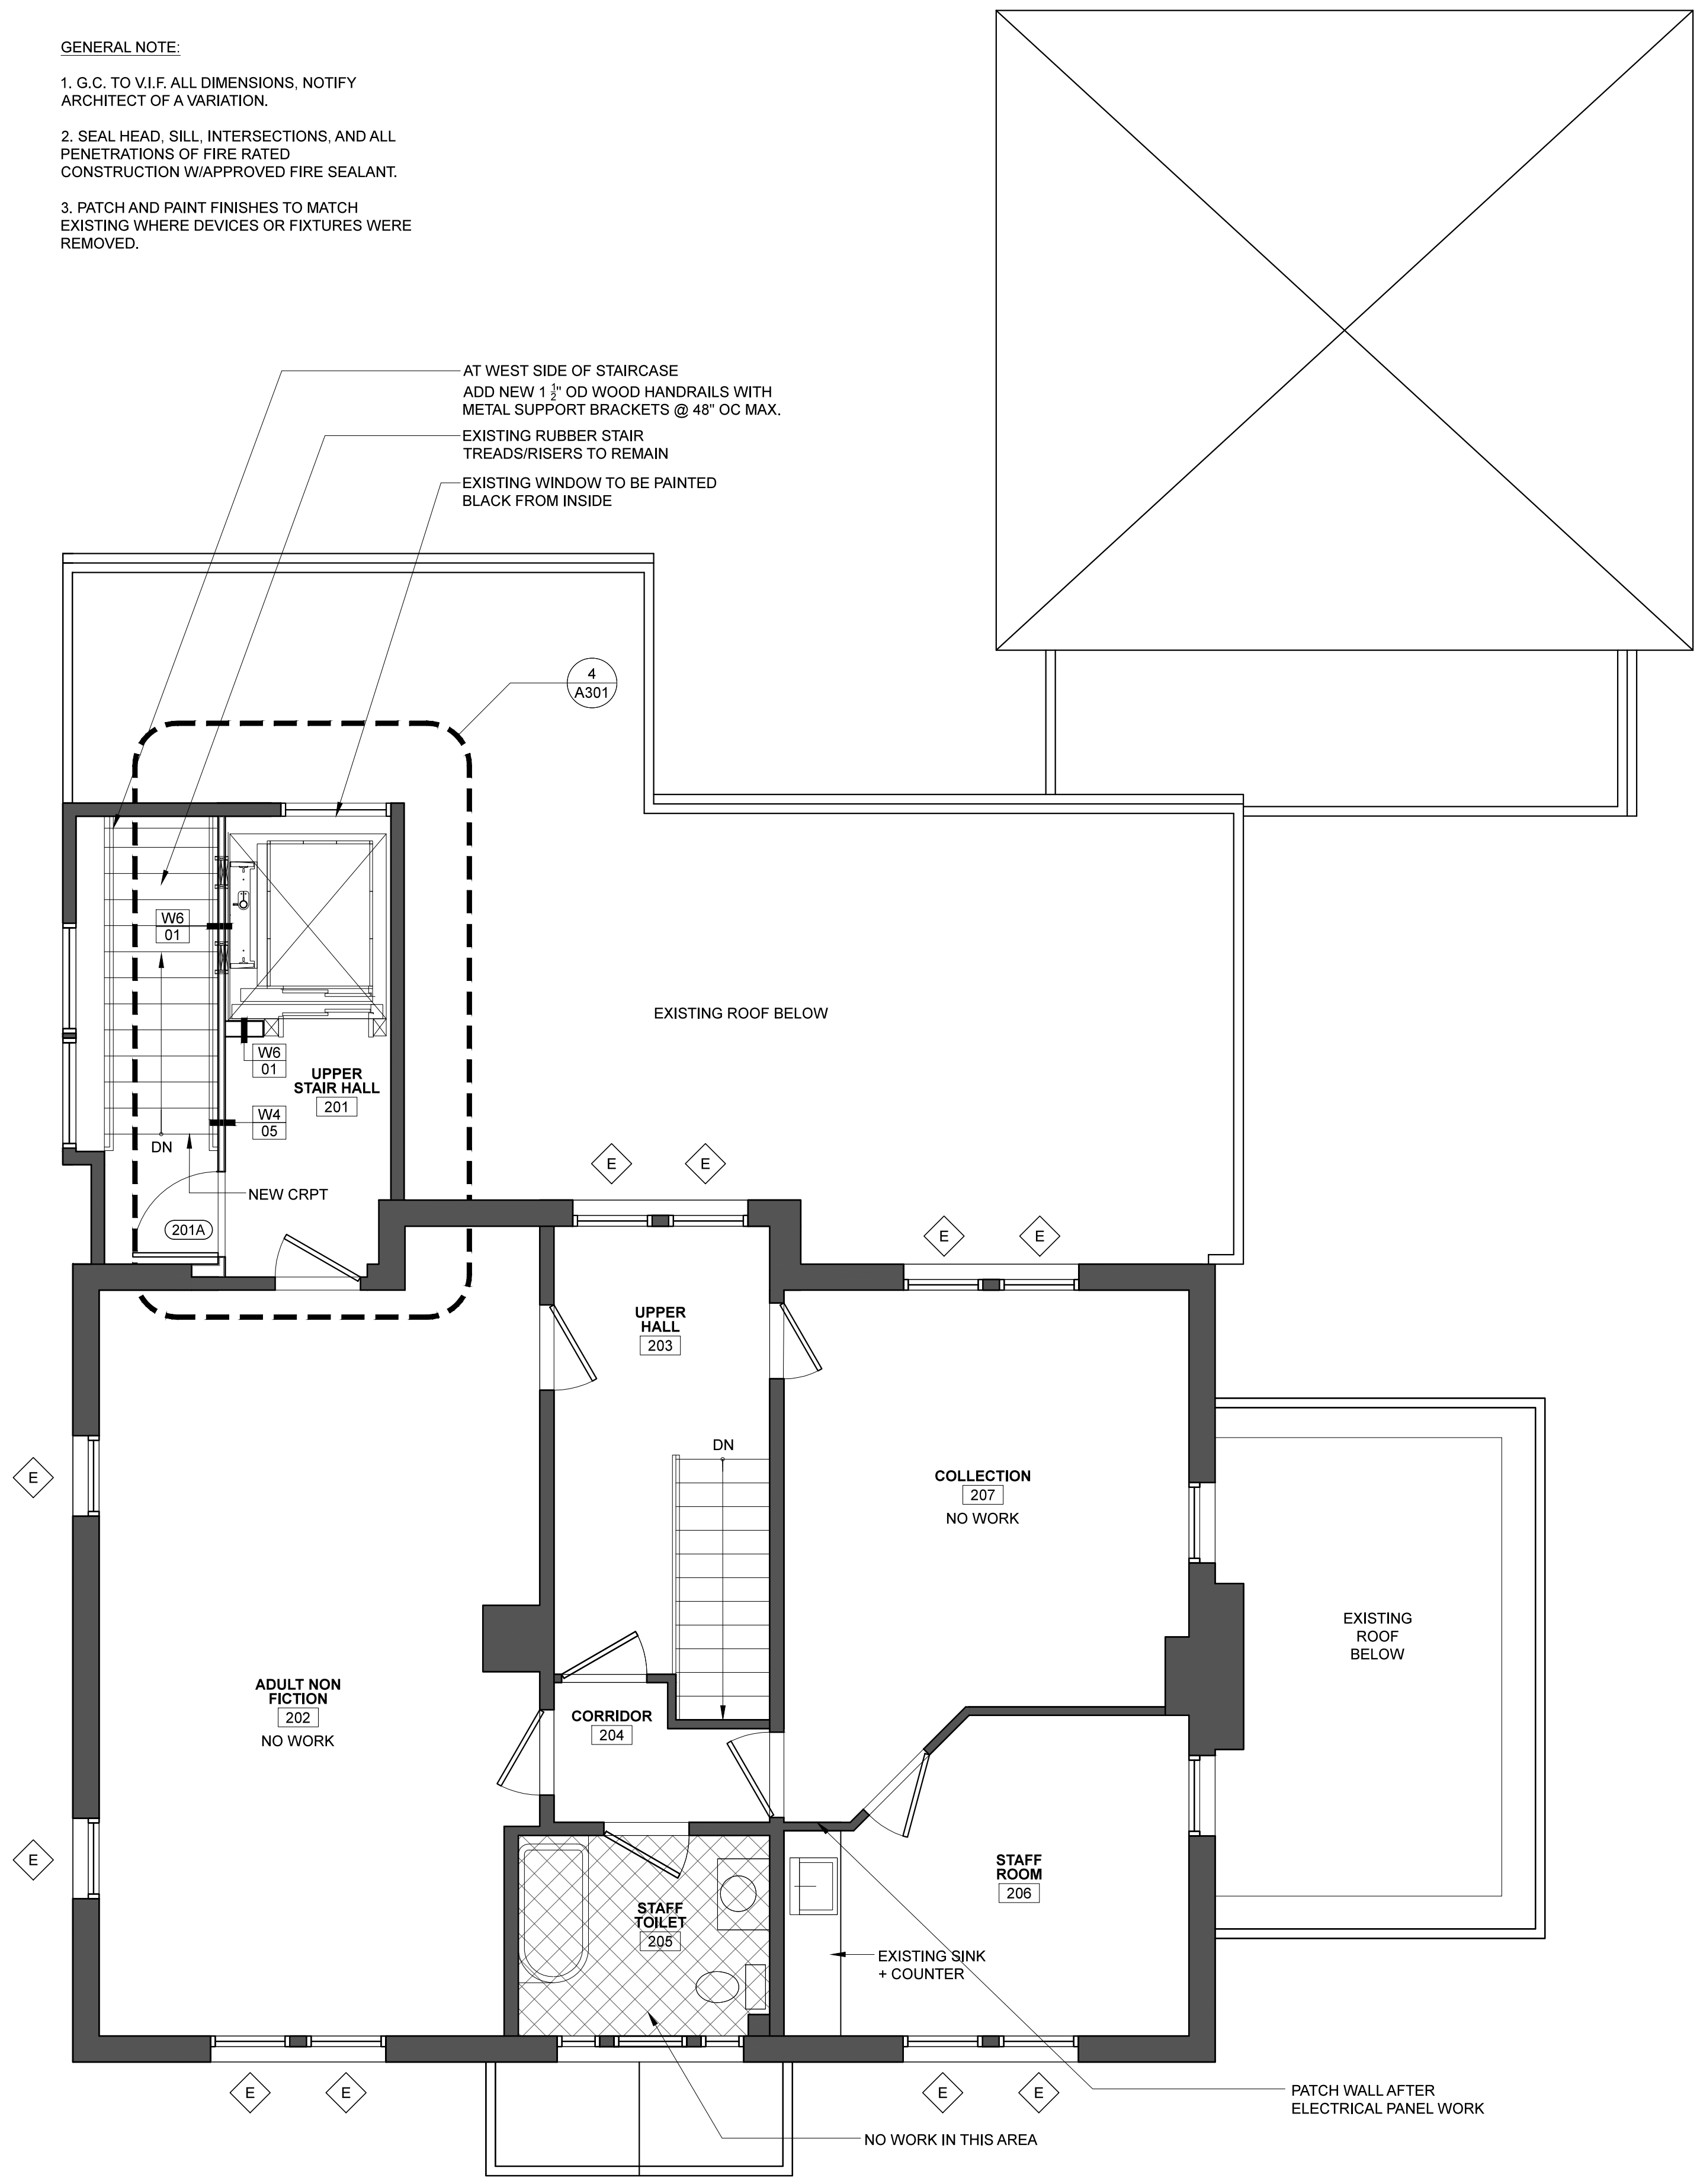 GENERAL NOTE:
1. G.C. TO V.I.F. ALL DIMENSIONS, NOTIFY
ARCHITECT OF A VARIATION.
2. SEAL HEAD, SILL, INTERSECTIONS, AND ALL
PENETRATIONS OF FIRE RATED
CONSTRUCTION W/APPROVED FIRE SEALANT.
3. PATCH AND PAINT FINISHES TO MATCH
EXISTING WHERE DEVICES OR FIXTURES WERE
REMOVED.
AT WEST SIDE OF STAIRCASE
ADD NEW 1 1/2" OD WOOD HANDRAILS WITH
METAL SUPPORT BRACKETS @ 48" OC MAX.
EXISTING RUBBER STAIR
TREADS/RISERS TO REMAIN
EXISTING WINDOW TO BE PAINTED
BLACK FROM INSIDE
4
A301
W6
01
EXISTING ROOF BELOW
W6
01
UPPER
STAIR HALL
201
W4
05
DN
NEW CRPT
201A
E
E
E
E
UPPER
HALL
203
DN
COLLECTION
207
NO WORK
E
EXISTING
ROOF
BELOW
ADULT NON
FICTION
202
NO WORK
CORRIDOR
204
E
STAFF
ROOM
206
STAFF
TOILET
205
EXISTING SINK
+ COUNTER
E
E
E
E
PATCH WALL AFTER
ELECTRICAL PANEL WORK
NO WORK IN THIS AREA